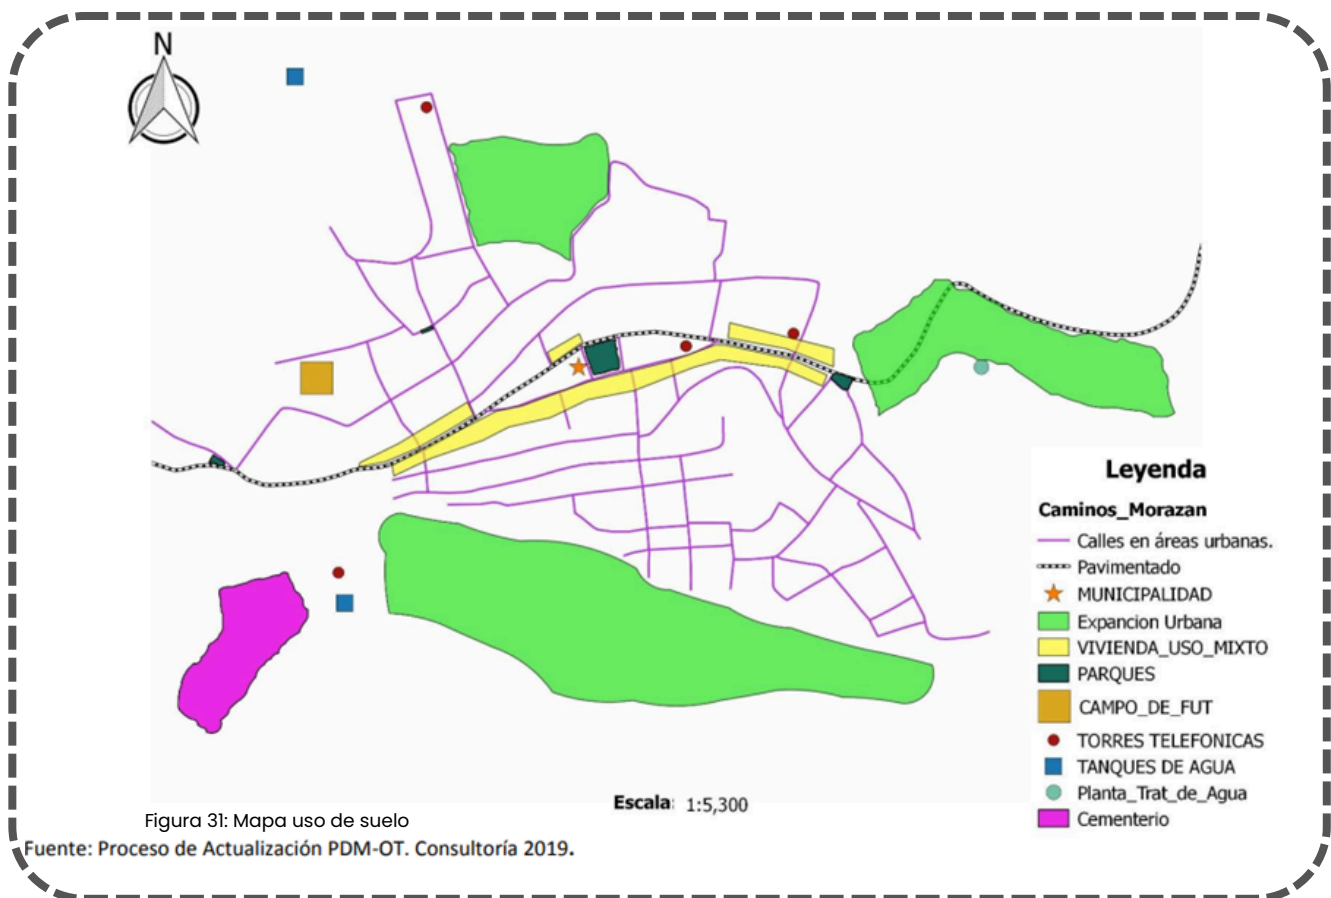 N
Leyenda
Caminos_Morazan
Calles en áreas urbanas.
Pavimentado
MUNICIPALIDAD
Expancion Urbana
VIVIENDA_USO_MIXTO
PARQUES
CAMPO_DE_FUT
TORRES TELEFONICAS
TANQUES DE AGUA
Planta_Trat_de_Agua
Cementerio
Escala: 1:5,300
Figura 31: Mapa uso de suelo
Fuente: Proceso de Actualización PDM-OT. Consultoría 2019.